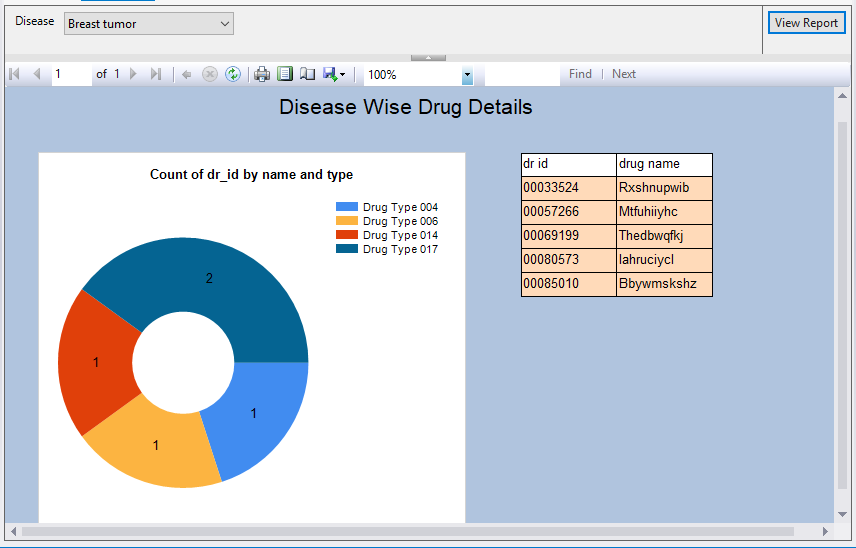 Disease Breast tumor View Report
1 of 1 100% Find | Next
Disease Wise Drug Details
Count of dr_id by name and type
Drug Type 004
Drug Type 006
Drug Type 014
Drug Type 017
2
1
1
1
dr id drug name
00033524 Rxshnupwib
00057266 Mtfuhiiyhc
00069199 Thedbwqfkj
00080573 Iahruciycl
00085010 Bbywmskshz